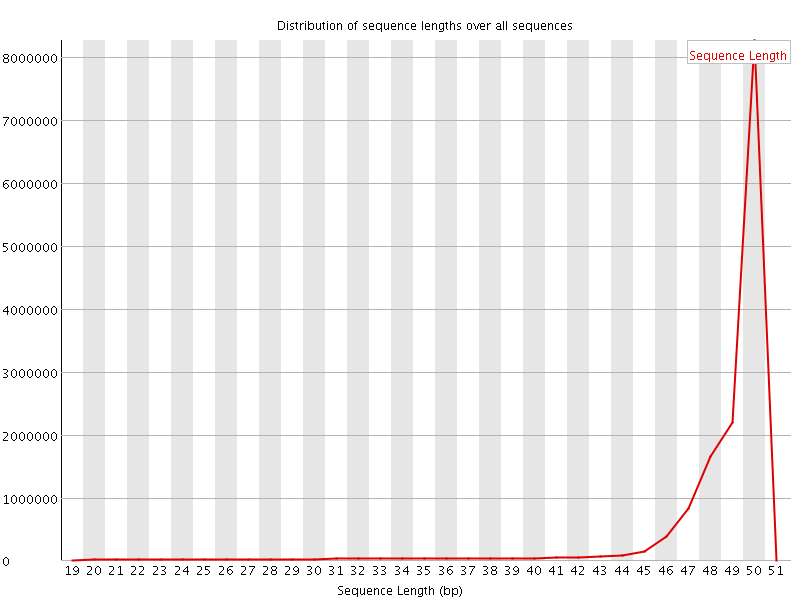 Distribution of sequence lengths over all sequences
Sequence Length
8000000
7000000
6000000
5000000
4000000
3000000
2000000
1000000
0
19 20 21 22 23 24 25 26 27 28 29 30 31 32 33 34 35 36 37 38 39 40 41 42 43 44 45 46 47 48 49 50 51
Sequence Length (bp)